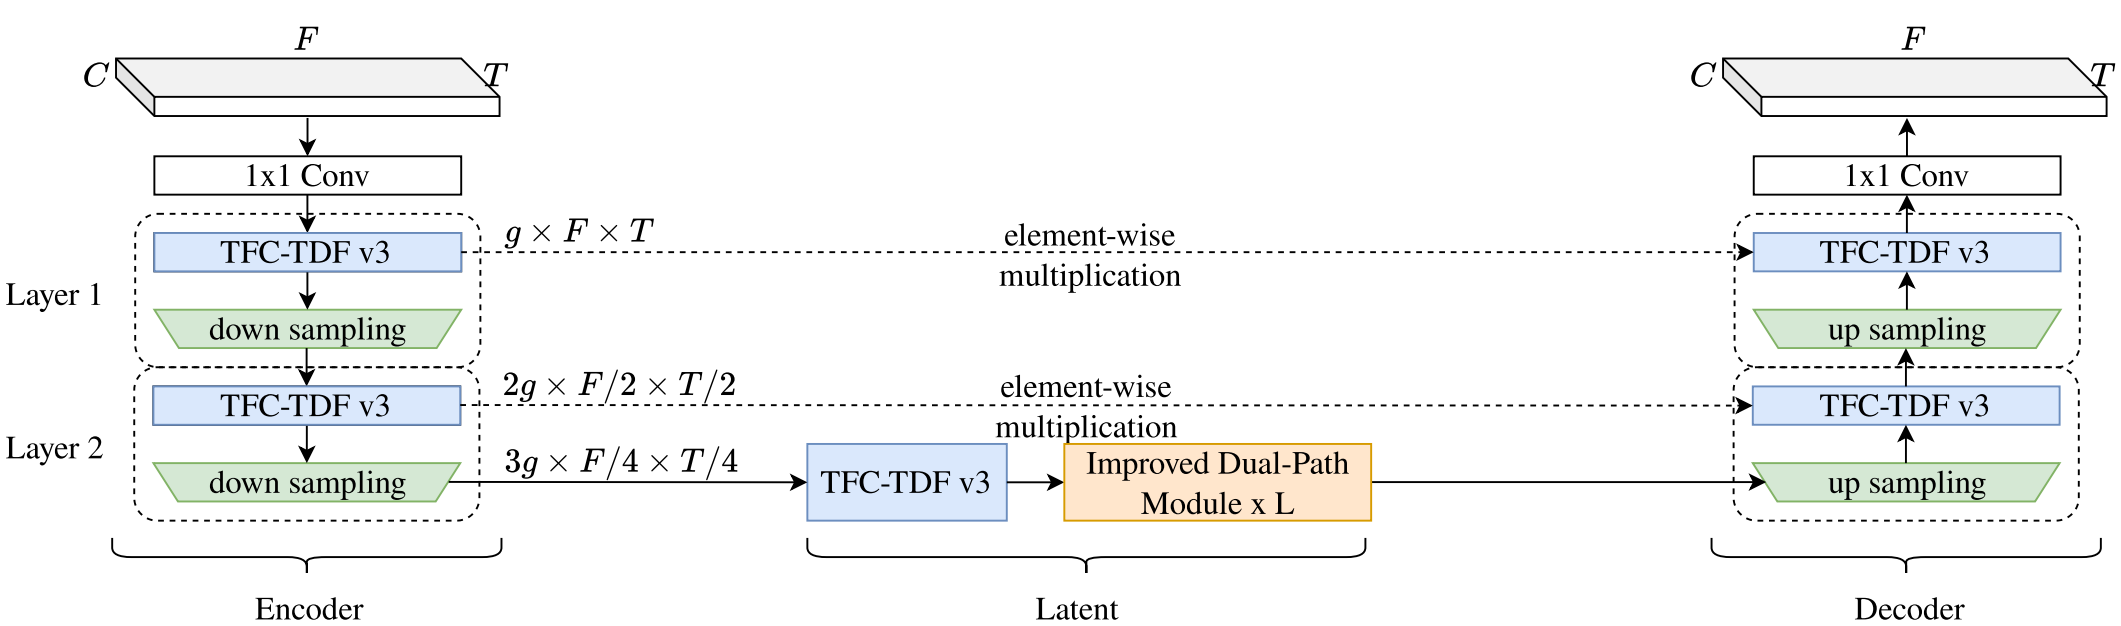 F
C
T
1x1 Conv
TFC-TDF v3
down sampling
Layer 1
TFC-TDF v3
down sampling
Layer 2
g × F × T
element-wise
multiplication
2g × F/2 × T/2
element-wise
multiplication
3g × F/4 × T/4
TFC-TDF v3
Improved Dual-Path
Module x L
F
C
T
1x1 Conv
TFC-TDF v3
up sampling
TFC-TDF v3
up sampling
Encoder
Latent
Decoder